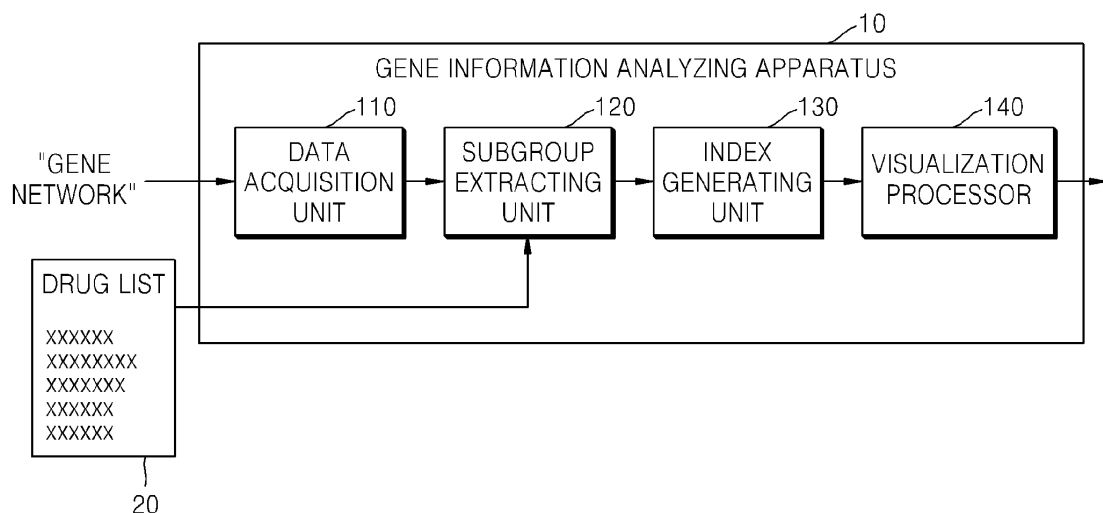 10
GENE INFORMATION ANALYZING APPARATUS
110
120
130
140
"GENE
NETWORK"
DATA
ACQUISITION
UNIT
SUBGROUP
EXTRACTING
UNIT
INDEX
GENERATING
UNIT
VISUALIZATION
PROCESSOR
DRUG LIST
XXXXXX
XXXXXXXX
XXXXXXX
XXXXXX
XXXXXX
20